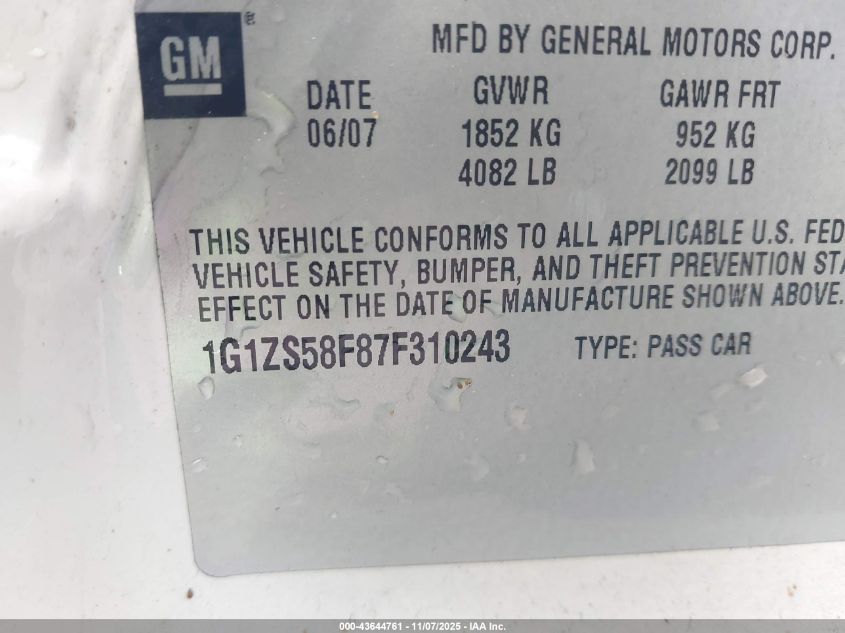 GM
®
MFD BY GENERAL MOTORS CORP.
DATE GVWR GAWR FRT
06/07 1852 KG 952 KG
4082 LB 2099 LB
THIS VEHICLE CONFORMS TO ALL APPLICABLE U.S. FED
VEHICLE SAFETY, BUMPER, AND THEFT PREVENTION STA
EFFECT ON THE DATE OF MANUFACTURE SHOWN ABOVE.
1G1ZS58F87F310243 TYPE: PASS CAR
000-43644761 - 11/07/2025 - IAA Inc.